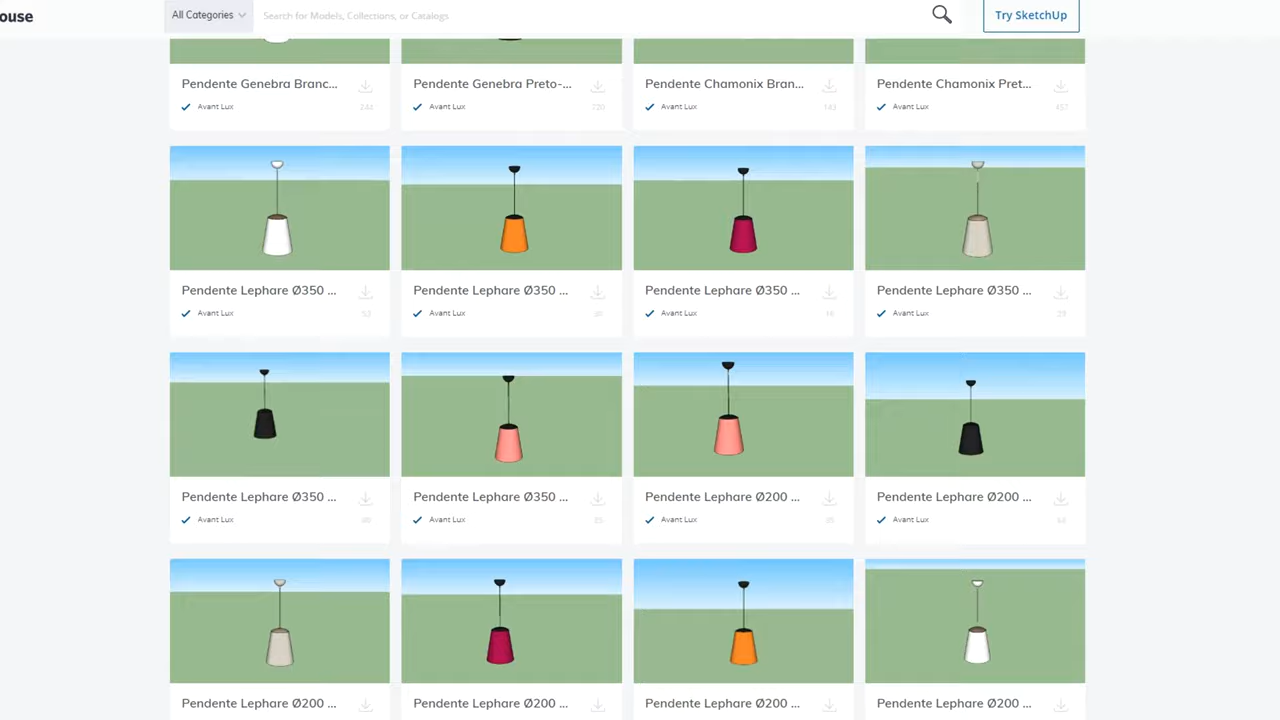 ouse
All Categories
Search for Models, Collections, or Catalogs
Try SketchUp
Pendente Genebra Branc...
Pendente Genebra Preto-...
Pendente Chamonix Bran...
Pendente Chamonix Pret...
Avant Lux
244
Avant Lux
720
Avant Lux
143
Avant Lux
457
Pendente Lephare Ø350 ...
Pendente Lephare Ø350 ...
Pendente Lephare Ø350 ...
Pendente Lephare Ø350 ...
Avant Lux
Avant Lux
Avant Lux
Avant Lux
Pendente Lephare Ø350 ...
Pendente Lephare Ø350 ...
Pendente Lephare Ø200 ...
Pendente Lephare Ø200 ...
Avant Lux
Avant Lux
Avant Lux
Avant Lux
Pendente Lephare Ø200 ...
Pendente Lephare Ø200 ...
Pendente Lephare Ø200 ...
Pendente Lephare Ø200 ...